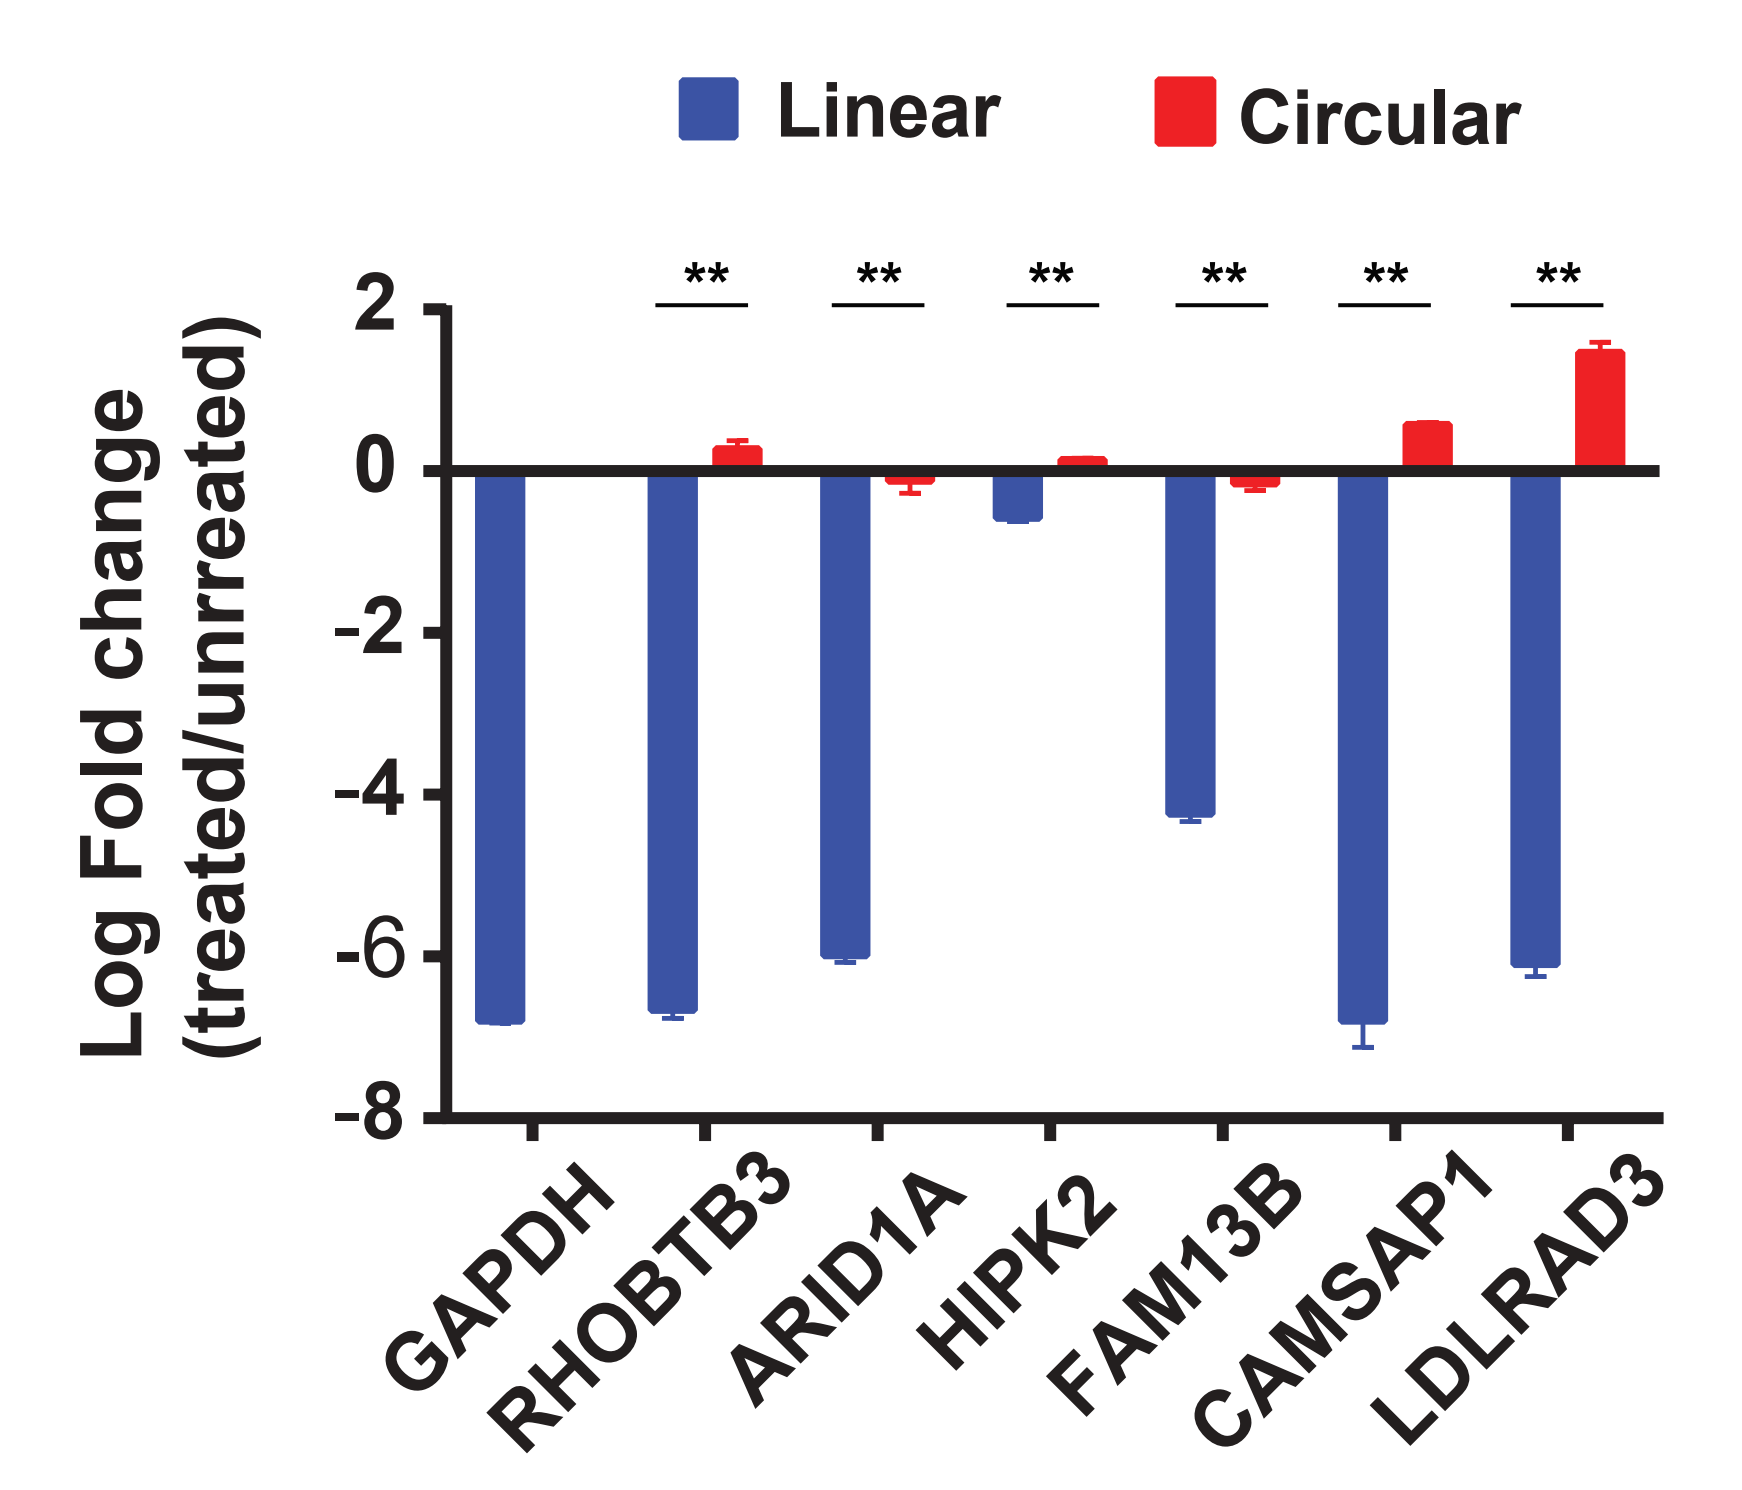 Linear
Circular
** ** ** ** ** **
Log Fold change
(treated/unrreated)
2
0
-2
-4
-6
-8
GAPDH
RHOBTB3
ARID1A
HIPK2
FAM13B
CAMSAP1
LDLRAD3